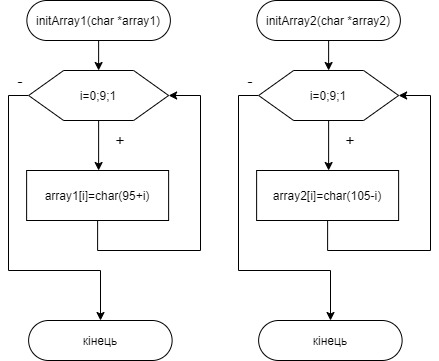 initArray1(char *array1)
-
i=0;9;1
+
array1[i]=char(95+i)
кінець
initArray2(char *array2)
-
i=0;9;1
+
array2[i]=char(105-i)
кінець